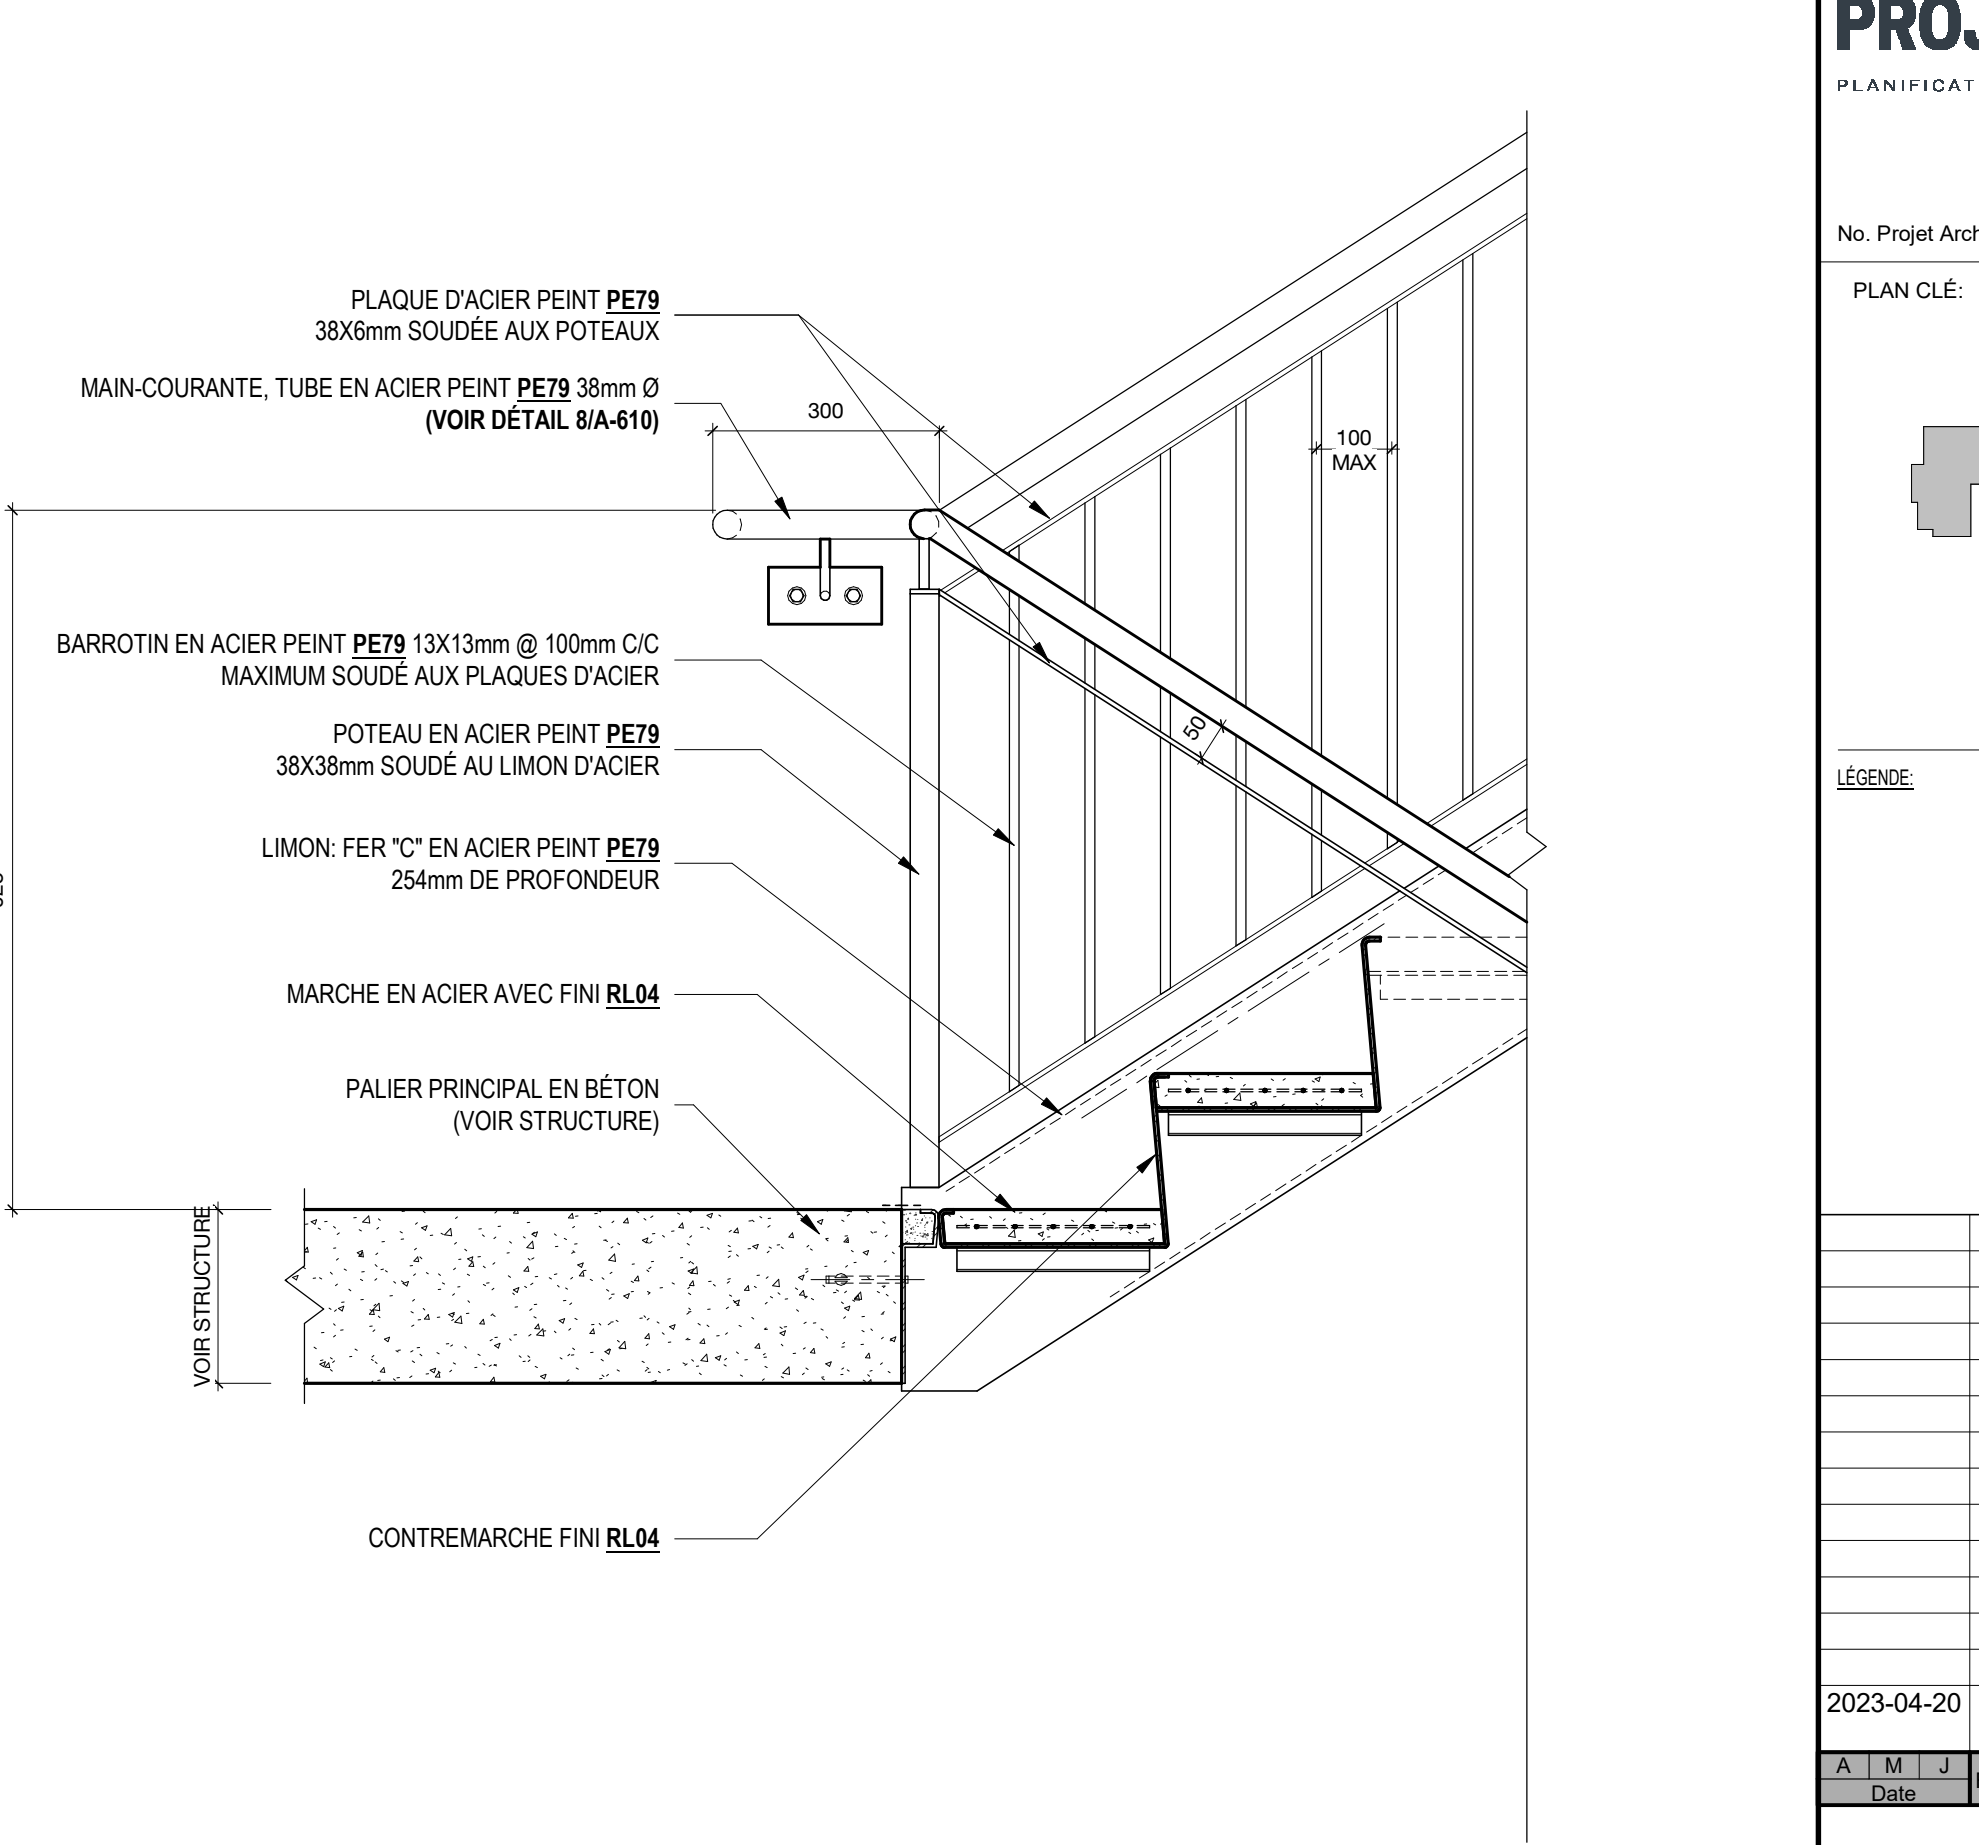 PLANIFICAT
No. Projet Arch
PLAN CLÉ:
PLAQUE D'ACIER PEINT PE79
38X6mm SOUDÉE AUX POTEAUX
MAIN-COURANTE, TUBE EN ACIER PEINT PE79 38mm Ø
(VOIR DÉTAIL 8/A-610)
300
100
MAX
BARROTIN EN ACIER PEINT PE79 13X13mm @ 100mm C/C
MAXIMUM SOUDÉ AUX PLAQUES D'ACIER
50
POTEAU EN ACIER PEINT PE79
38X38mm SOUDÉ AU LIMON D'ACIER
LÉGENDE:
LIMON: FER "C" EN ACIER PEINT PE79
254mm DE PROFONDEUR
MARCHE EN ACIER AVEC FINI RL04
PALIER PRINCIPAL EN BÉTON
(VOIR STRUCTURE)
VOIR STRUCTURE
CONTREMARCHE FINI RL04
2023-04-20
A M J
Date